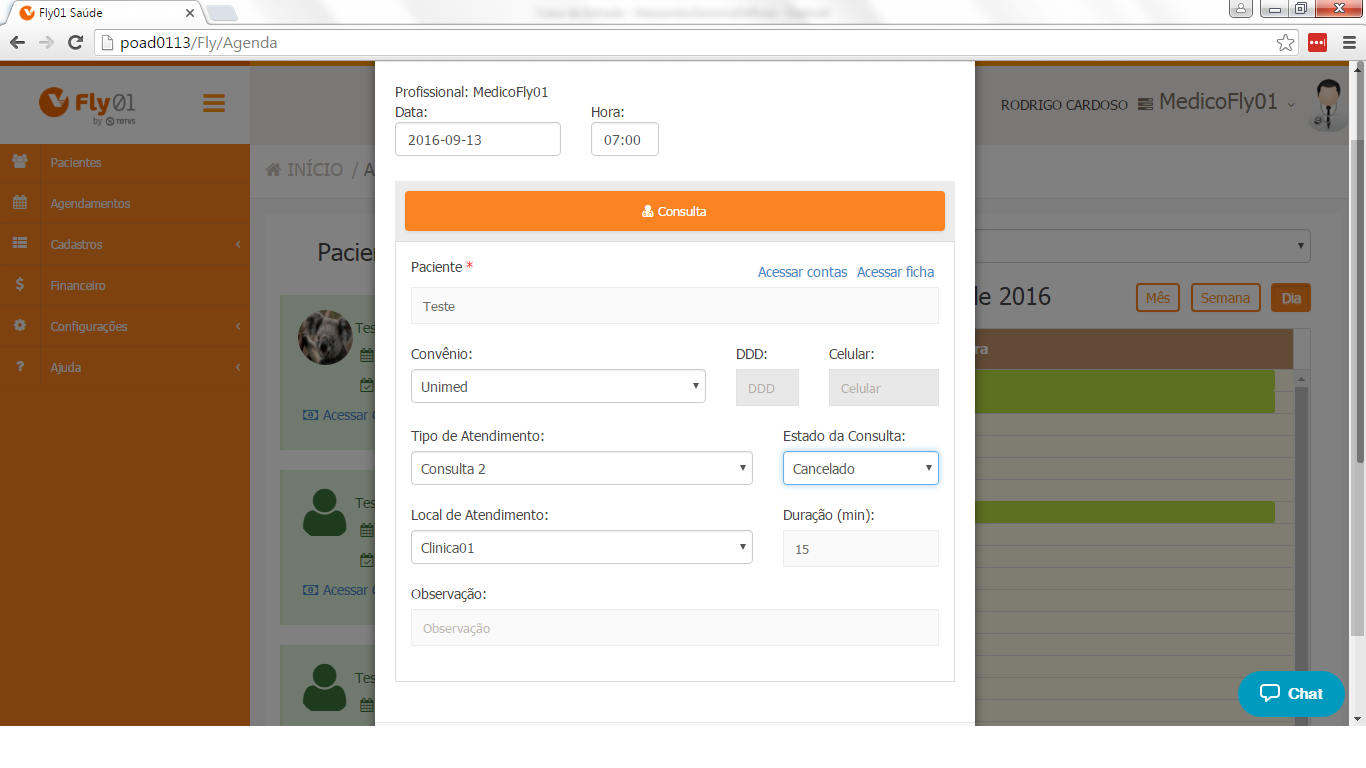 Fly01 Saúde
poad0113/Fly/Agenda
Fly01
by TOTVS
RODRIGO CARDOSO MedicoFly01
Pacientes
Agendamentos
Cadastros
Financeiro
Configurações
Ajuda
INÍCIO / A
Pacie
Tes
Acessar
Tes
Acessar
Tes
Profissional: MedicoFly01
Data: Hora:
2016-09-13 07:00
Consulta
Paciente * Acessar contas Acessar ficha
Teste
Convênio: DDD: Celular:
Unimed DDD Celular
Tipo de Atendimento: Estado da Consulta:
Consulta 2 Cancelado
Local de Atendimento: Duração (min):
Clinica01 15
Observação:
Observação
de 2016 Mês Semana Dia
ra
Chat